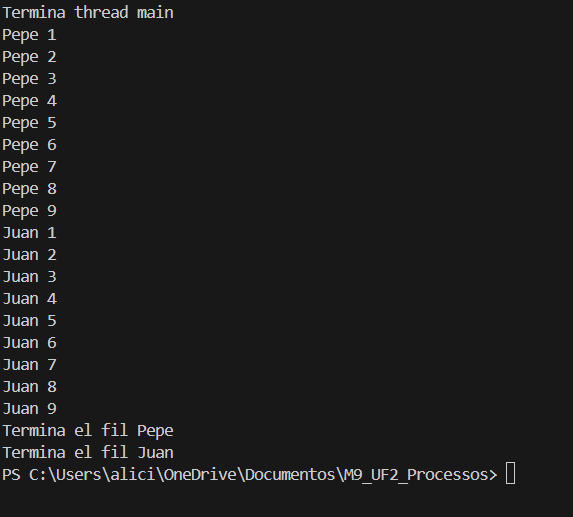 Termina thread main
Pepe 1
Pepe 2
Pepe 3
Pepe 4
Pepe 5
Pepe 6
Pepe 7
Pepe 8
Pepe 9
Juan 1
Juan 2
Juan 3
Juan 4
Juan 5
Juan 6
Juan 7
Juan 8
Juan 9
Termina el fil Pepe
Termina el fil Juan
PS C:\Users\alici\OneDrive\Documentos\M9_UF2_Processos>